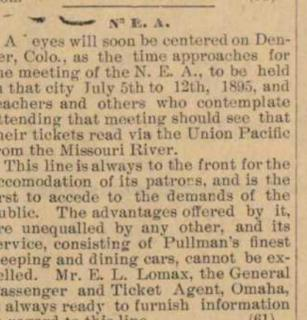 N. E. A.
A eyes will soon be centered on Den-
er, Colo., as the time approaches for
he meeting of the N. E. A., to be held
n that city July 5th to 12th, 1895, and
eachers and others who contemplate
ttending that meeting should see that
heir tickets read via the Union Pacific
rom the Missouri River.
This line is always to the front for the
ccomodation of its patrons, and is the
rst to accede to the demands of the
ublic. The advantages offered by it,
re unequalled by any other, and its
ervice, consisting of Pullman's finest
eeping and dining cars, cannot be ex-
elled. Mr. E. L. Lomax, the General
assenger and Ticket Agent, Omaha,
always ready to furnish information
this line. (61)